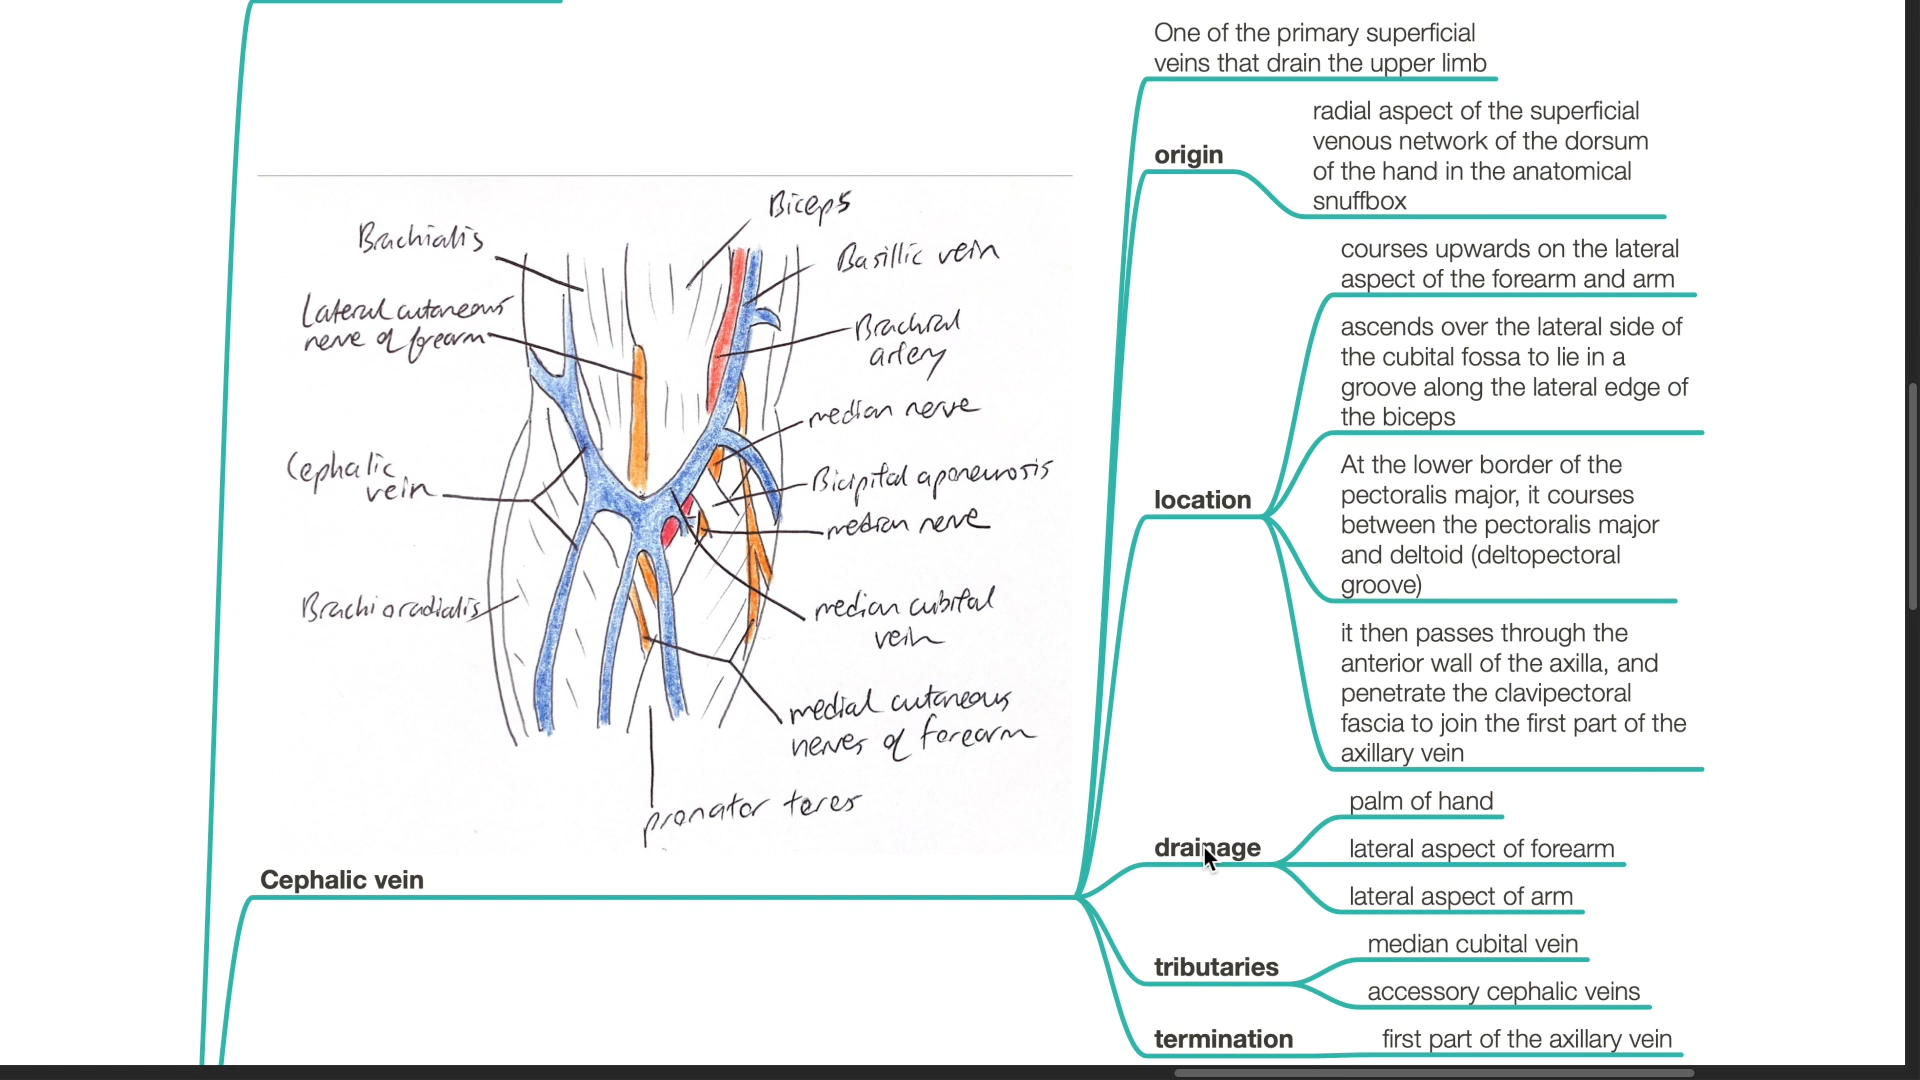 Biceps
Brachialis
Basillic vein
Lateral cutaneous
nerve of forearm
Brachial
artery
median nerve
Cephalic
vein
Bicipital aponeurosis
median nerve
Brachioradialis
median cubital
vein
medial cutaneous
nerves of forearm
pronator teres
Cephalic vein
One of the primary superficial
veins that drain the upper limb
origin
radial aspect of the superficial
venous network of the dorsum
of the hand in the anatomical
snuffbox
location
courses upwards on the lateral
aspect of the forearm and arm
ascends over the lateral side of
the cubital fossa to lie in a
groove along the lateral edge of
the biceps
At the lower border of the
pectoralis major, it courses
between the pectoralis major
and deltoid (deltopectoral
groove)
it then passes through the
anterior wall of the axilla, and
penetrate the clavipectoral
fascia to join the first part of the
axillary vein
drainage
palm of hand
lateral aspect of forearm
lateral aspect of arm
tributaries
median cubital vein
accessory cephalic veins
termination
first part of the axillary vein